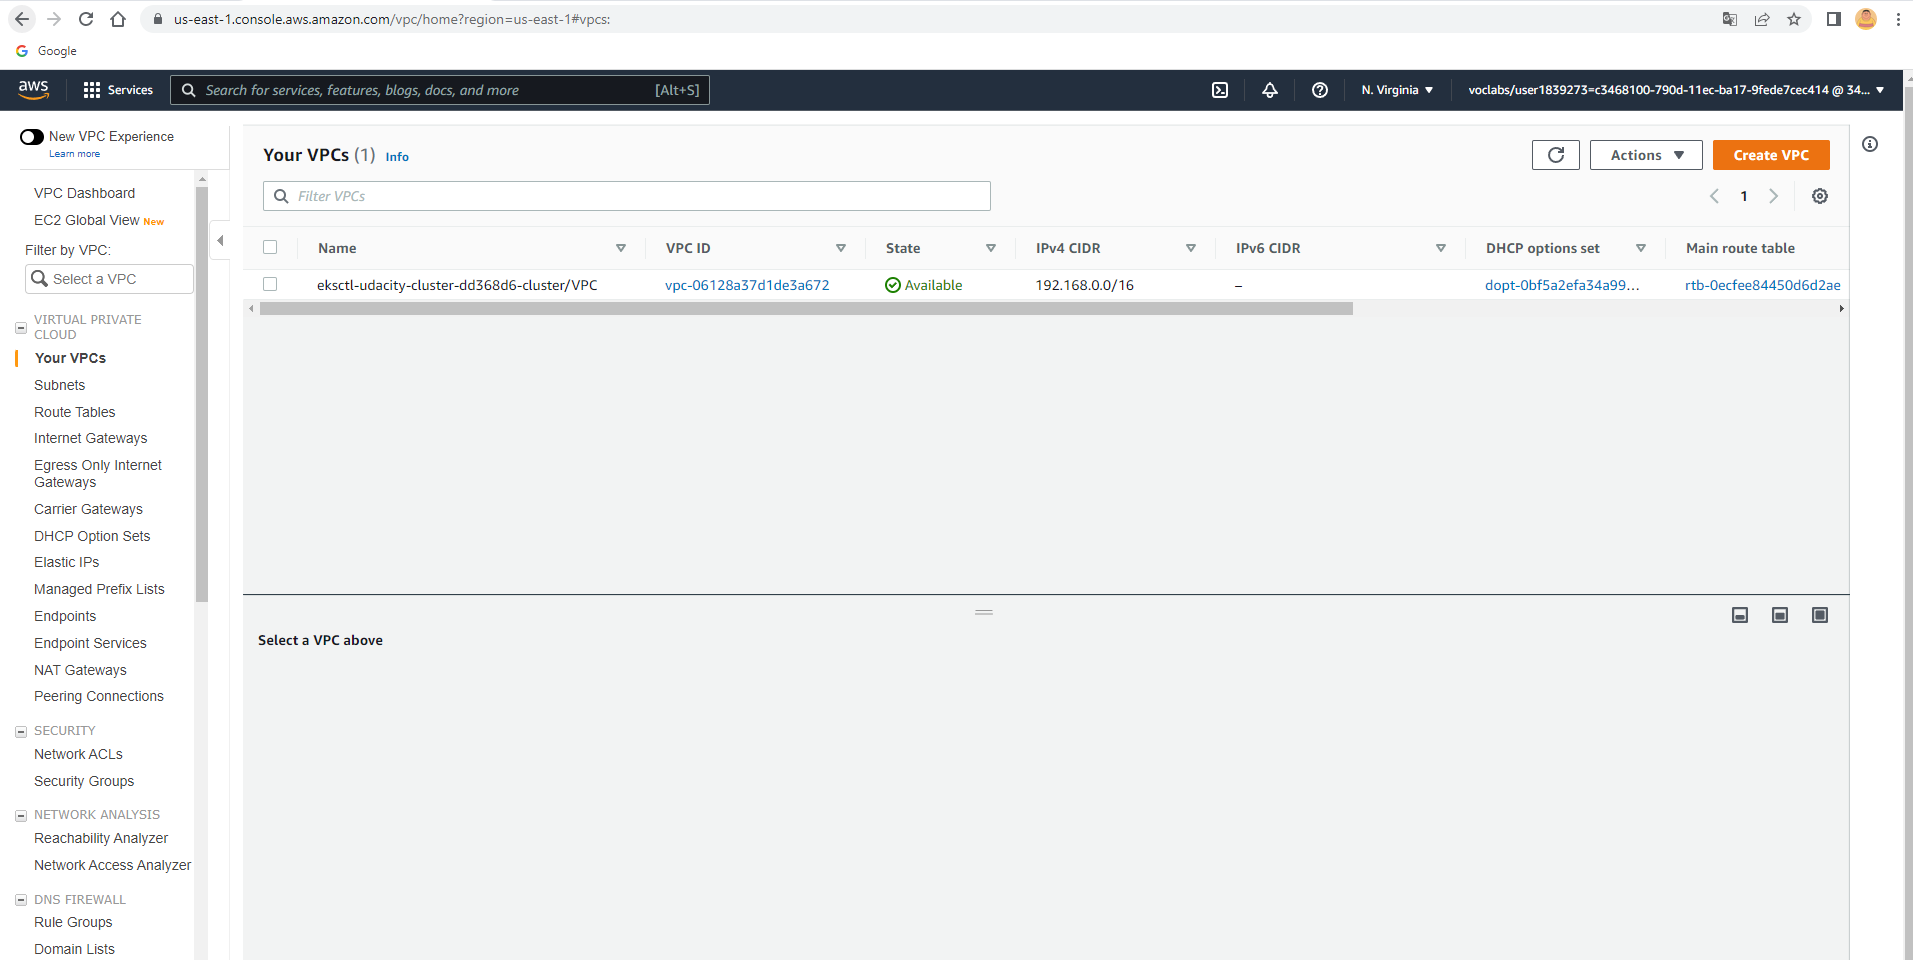 us-east-1.console.aws.amazon.com/vpc/home?region=us-east-1#vpcs:
Google
aws
Services
Search for services, features, blogs, docs, and more
[Alt+S]
N. Virginia
voclabs/user1839273=c3468100-790d-11ec-ba17-9fede7cec414 @ 34...
New VPC Experience
Learn more
VPC Dashboard
EC2 Global View New
Filter by VPC:
Select a VPC
VIRTUAL PRIVATE
CLOUD
Your VPCs
Subnets
Route Tables
Internet Gateways
Egress Only Internet
Gateways
Carrier Gateways
DHCP Option Sets
Elastic IPs
Managed Prefix Lists
Endpoints
Endpoint Services
NAT Gateways
Peering Connections
SECURITY
Network ACLs
Security Groups
NETWORK ANALYSIS
Reachability Analyzer
Network Access Analyzer
DNS FIREWALL
Rule Groups
Domain Lists
Your VPCs (1) Info
Actions
Create VPC
Filter VPCs
1
Name VPC ID State IPv4 CIDR IPv6 CIDR DHCP options set Main route table
eksctl-udacity-cluster-dd368d6-cluster/VPC vpc-06128a37d1de3a672 Available 192.168.0.0/16 – dopt-0bf5a2efa34a99... rtb-0ecfee84450d6d2ae
Select a VPC above